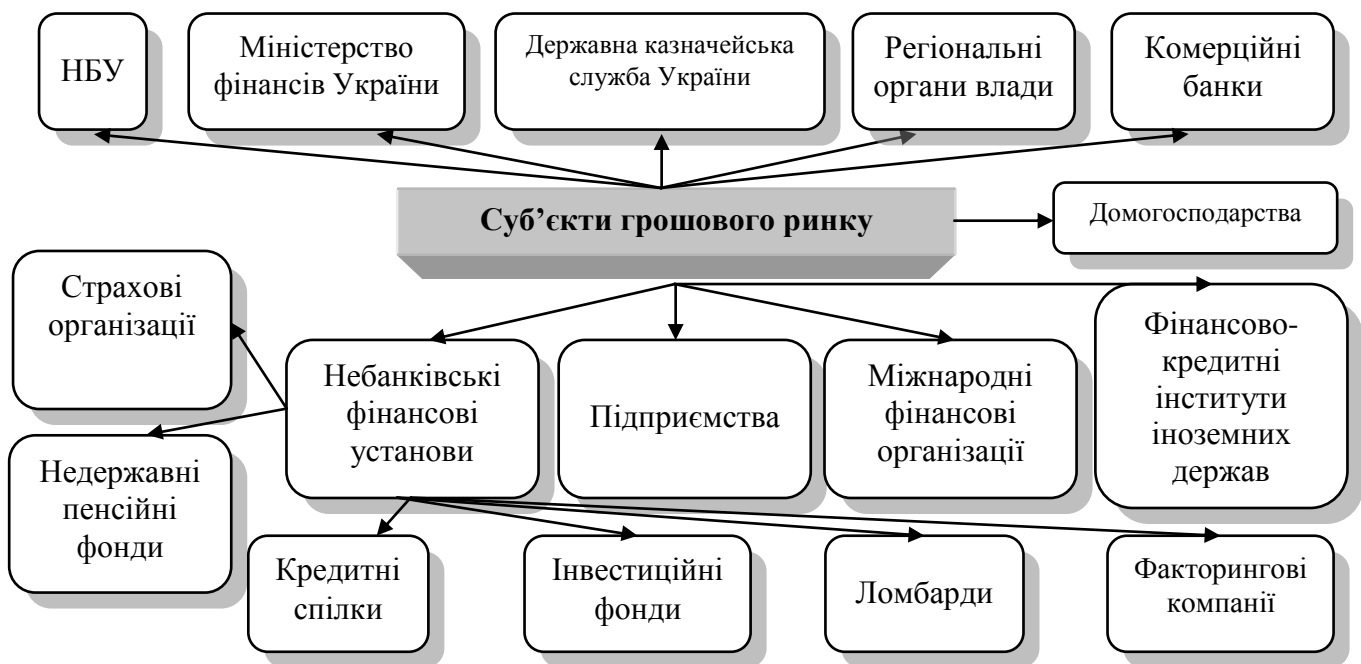 НБУ
Міністерство
фінансів України
Державна казначейська
служба України
Регіональні
органи влади
Комерційні
банки
Суб’єкти грошового ринку
Домогосподарства
Страхові
організації
Небанківські
фінансові
установи
Підприємства
Міжнародні
фінансові
організації
Фінансово-
кредитні
інститути
іноземних
держав
Недержавні
пенсійні
фонди
Кредитні
спілки
Інвестиційні
фонди
Ломбарди
Факторингові
компанії